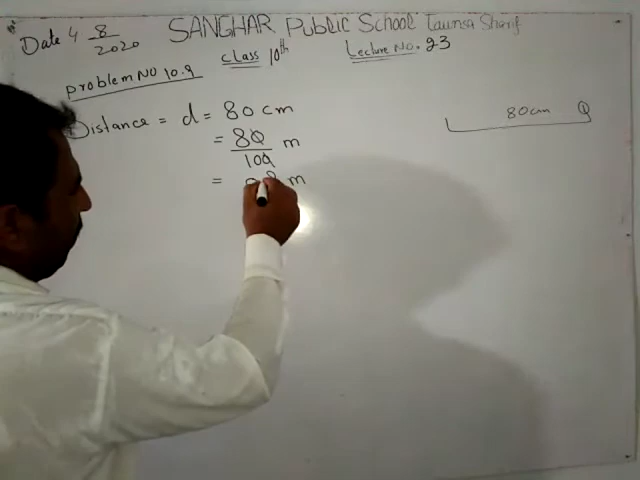 Date 4 8/2020 SANGHAR Public School Taunsa Sharif
Class 10th Lecture No. 23
Problem NO 10.9
Distance = d = 80 cm
= 80/100 m
= m
80cm